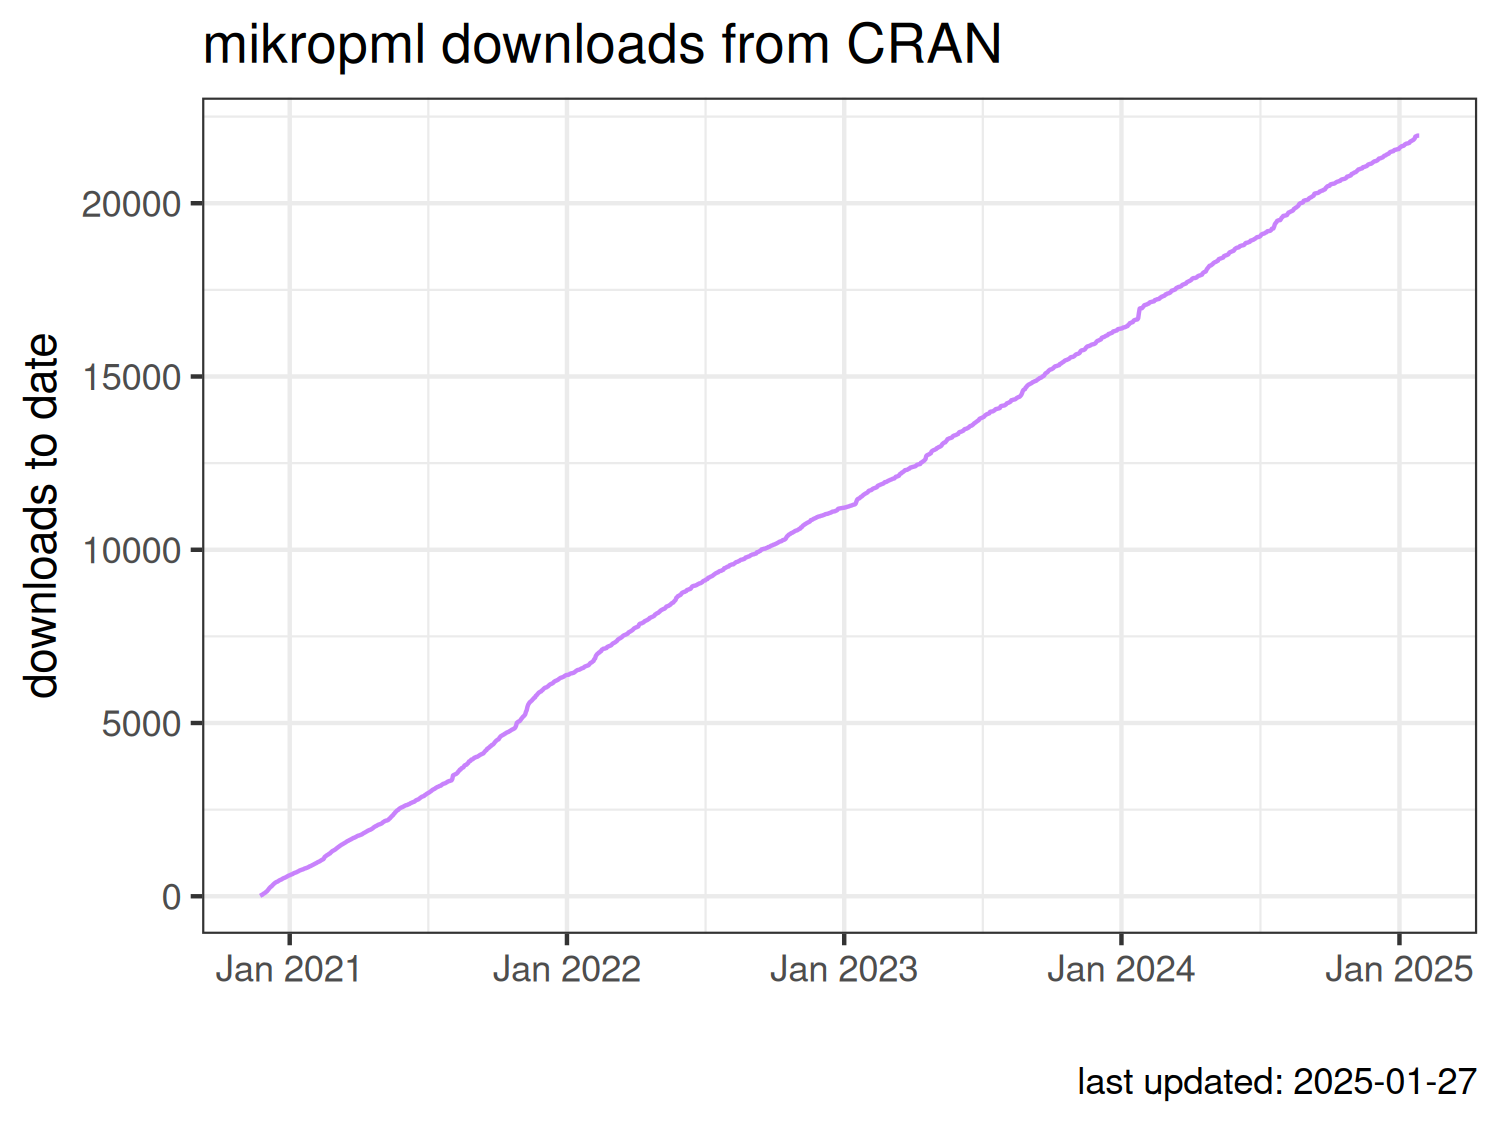 mikropml downloads from CRAN
downloads to date
20000
15000
10000
5000
0
Jan 2021
Jan 2022
Jan 2023
Jan 2024
Jan 2025
last updated: 2025-01-27